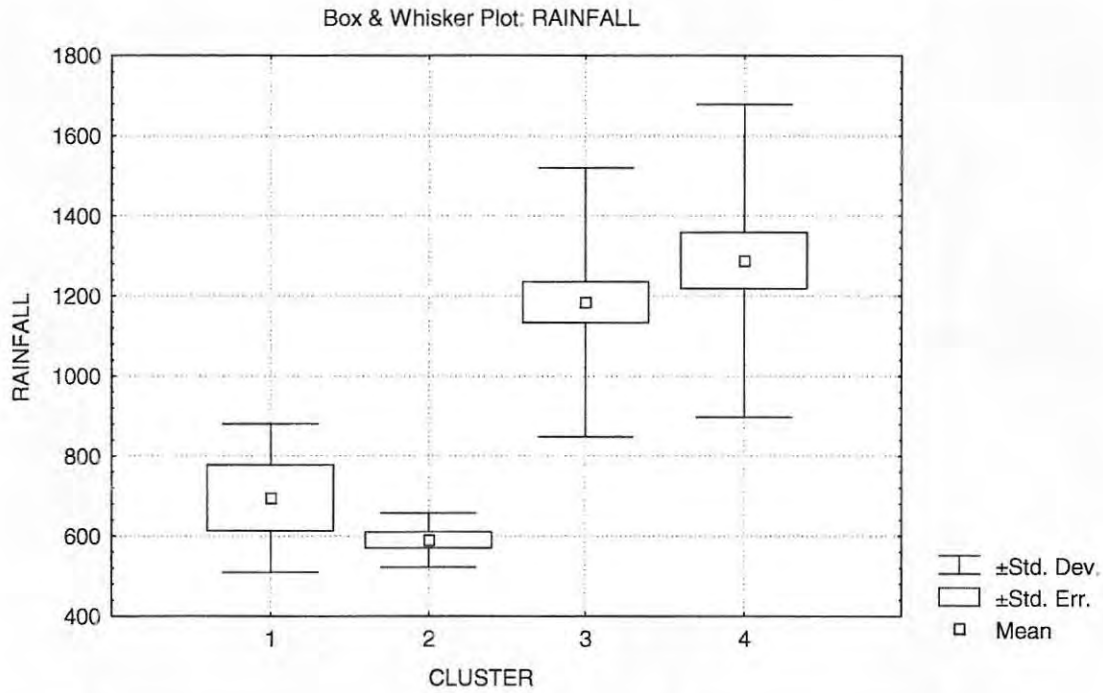 Box & Whisker Plot: RAINFALL
1800
1600
1400
1200
1000
800
600
400
RAINFALL
1 2 3 4
CLUSTER
±Std. Dev.
±Std. Err.
Mean